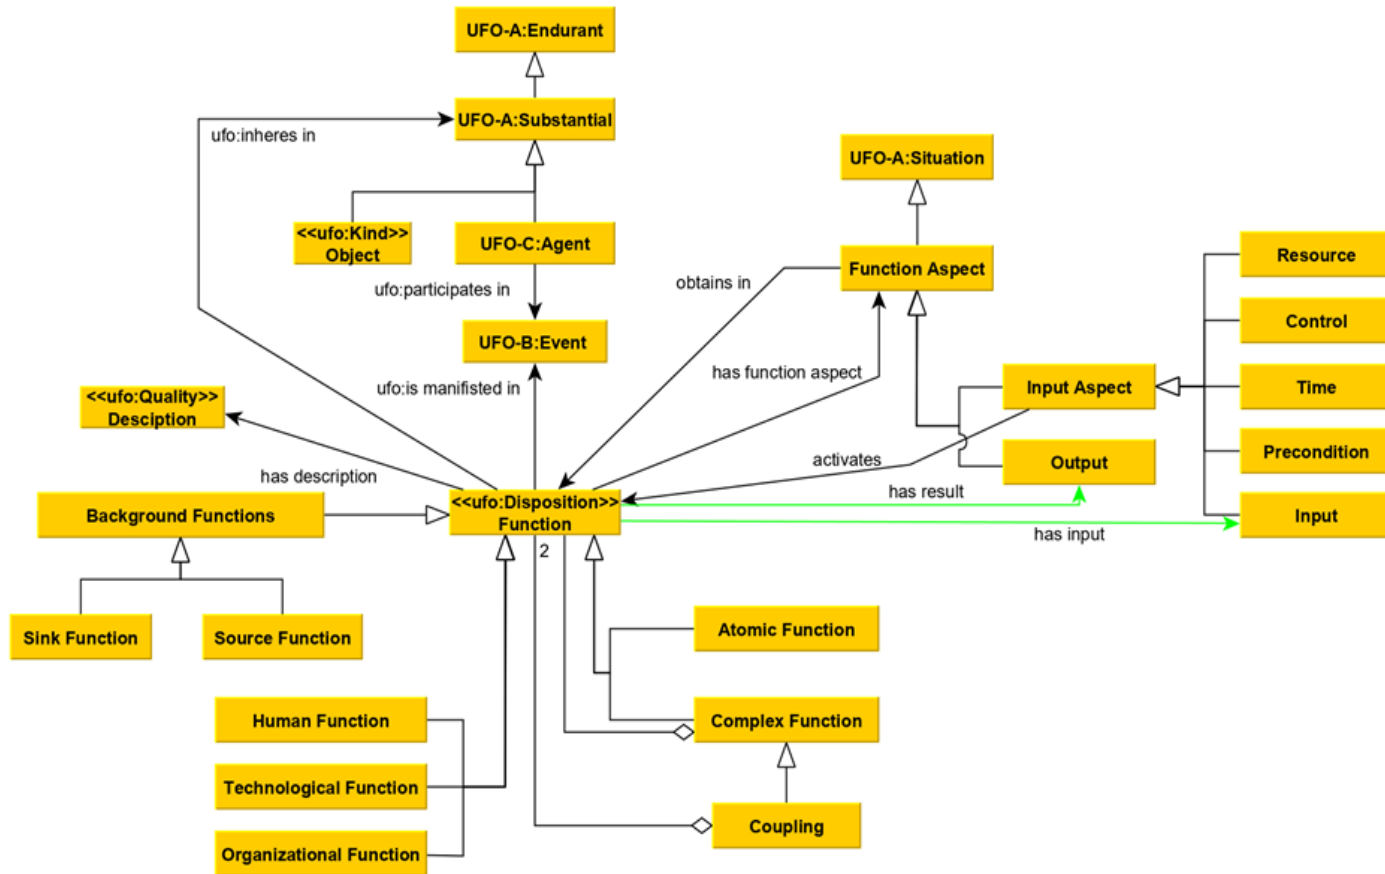 UFO-A:Endurant
UFO-A:Substantial
ufo:inheres in
UFO-A:Situation
<<ufo:Kind>>
Object
UFO-C:Agent
Function Aspect
Resource
obtains in
ufo:participates in
Control
UFO-B:Event
has function aspect
ufo:is manifisted in
Input Aspect
Time
<<ufo:Quality>>
Desciption
Precondition
activates
Output
has description
has result
<<ufo:Disposition>>
Function
Background Functions
Input
has input
2
Sink Function
Source Function
Atomic Function
Human Function
Complex Function
Technological Function
Coupling
Organizational Function